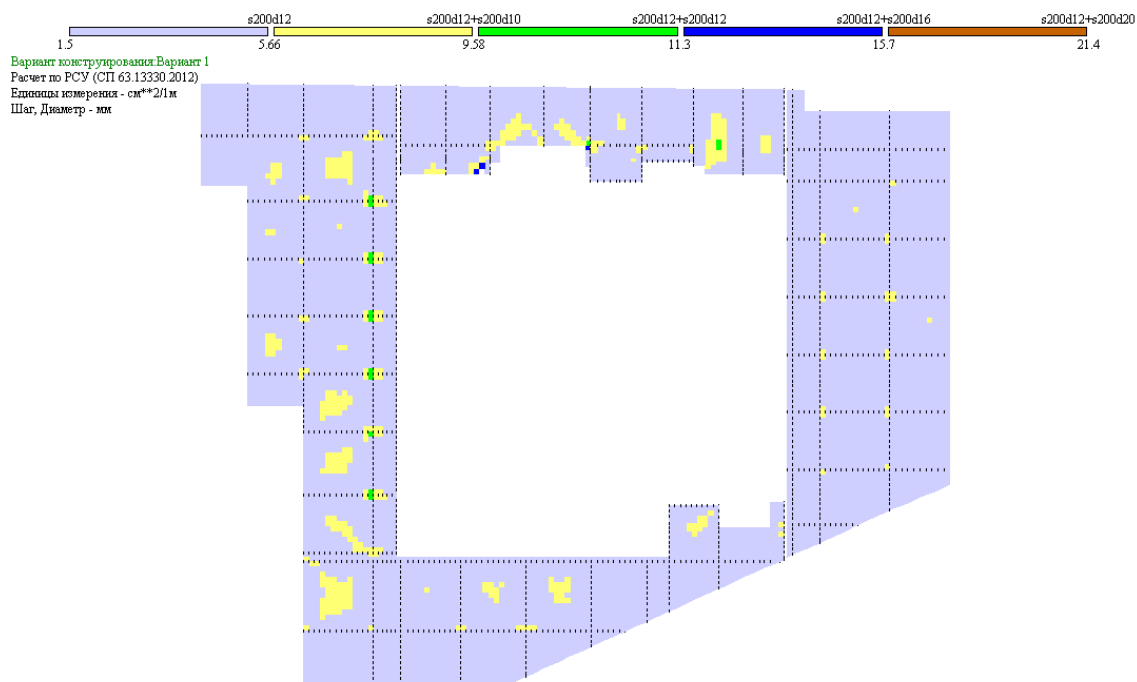 s200d12 s200d12+s200d10 s200d12+s200d12 s200d12+s200d16 s200d12+s200d20
1.5 5.66 9.58 11.3 15.7 21.4
Вариант конструирования:Вариант 1
Расчет по РСУ (СП 63.13330.2012)
Единицы измерения - см**2/1м
Шаг, Диаметр - мм